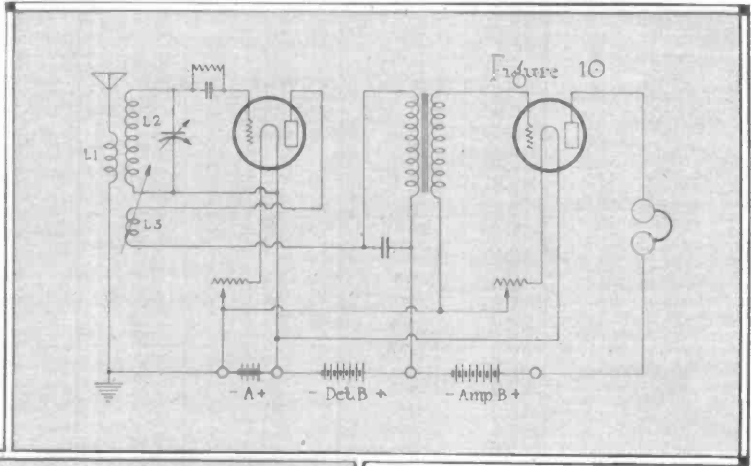 Figure 10
L2
L1
L3
- A +
- Det. B +
- Amp B +